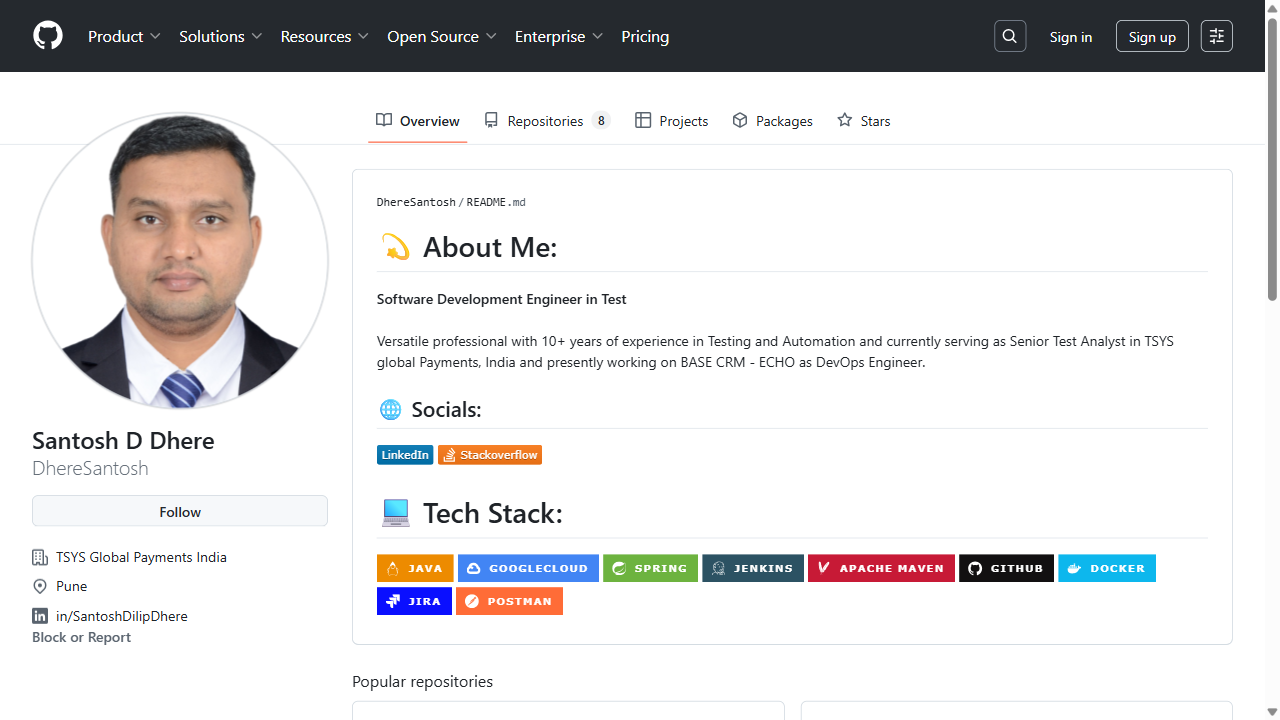 Product
Solutions
Resources
Open Source
Enterprise
Pricing
Sign in
Sign up
Overview
Repositories 8
Projects
Packages
Stars
Santosh D Dhere
DhereSantosh
Follow
TSYS Global Payments India
Pune
in/SantoshDilipDhere
Block or Report
DhereSantosh/README.md
About Me:
Software Development Engineer in Test
Versatile professional with 10+ years of experience in Testing and Automation and currently serving as Senior Test Analyst in TSYS
global Payments, India and presently working on BASE CRM - ECHO as DevOps Engineer.
Socials:
LinkedIn
Stackoverflow
Tech Stack:
JAVA
GOOGLECLOUD
SPRING
JENKINS
APACHE MAVEN
GITHUB
DOCKER
JIRA
POSTMAN
Popular repositories